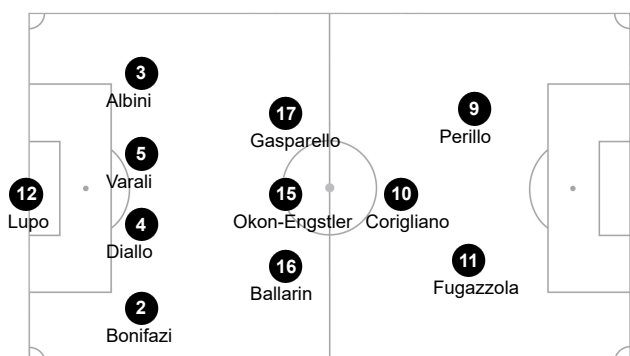 3
Albini
9
Perillo
17
Gasparello
5
Varali
12
Lupo
15
Okon-Engstler
10
Corigliano
4
Diallo
11
Fugazzola
16
Ballarin
2
Bonifazi